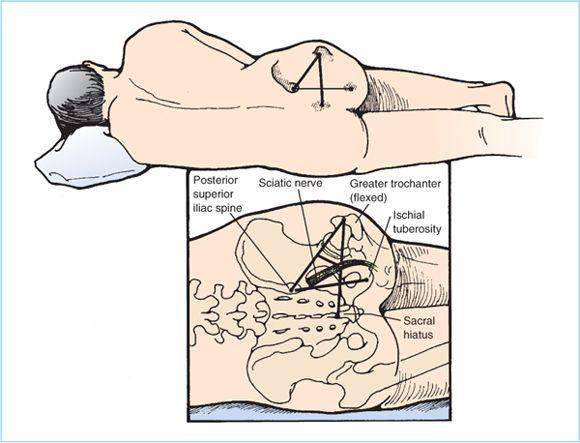 Posterior
superior
iliac spine
Sciatic nerve
Greater trochanter
(flexed)
Ischial
tuberosity
Sacral
hiatus